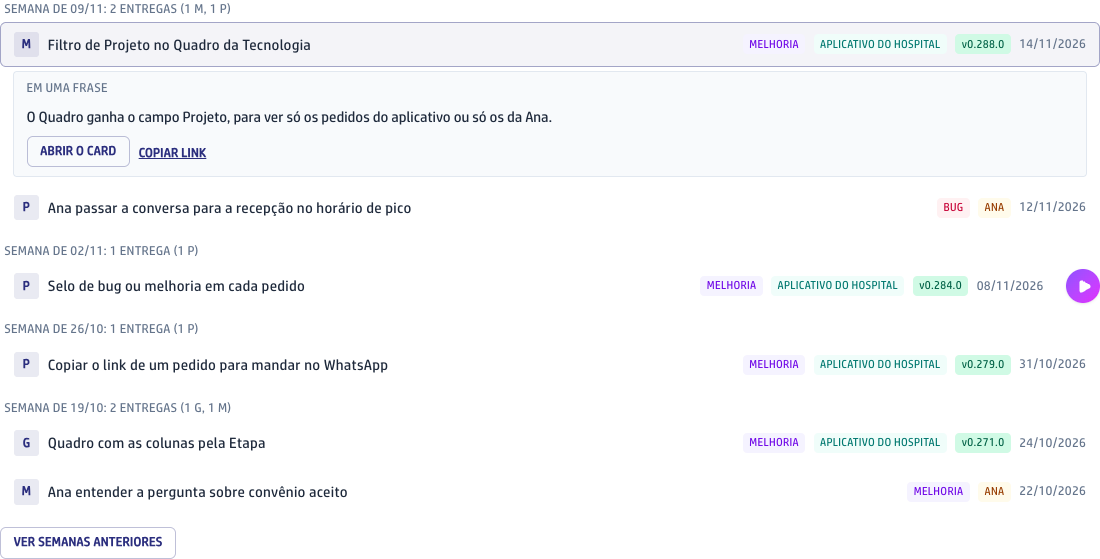 SEMANA DE 09/11: 2 ENTREGAS (1 M, 1 P)
M Filtro de Projeto no Quadro da Tecnologia MELHORIA APLICATIVO DO HOSPITAL v0.288.0 14/11/2026
EM UMA FRASE
O Quadro ganha o campo Projeto, para ver só os pedidos do aplicativo ou só os da Ana.
ABRIR O CARD COPIAR LINK
P Ana passar a conversa para a recepção no horário de pico BUG ANA 12/11/2026
SEMANA DE 02/11: 1 ENTREGA (1 P)
P Selo de bug ou melhoria em cada pedido MELHORIA APLICATIVO DO HOSPITAL v0.284.0 08/11/2026
SEMANA DE 26/10: 1 ENTREGA (1 P)
P Copiar o link de um pedido para mandar no WhatsApp MELHORIA APLICATIVO DO HOSPITAL v0.279.0 31/10/2026
SEMANA DE 19/10: 2 ENTREGAS (1 G, 1 M)
G Quadro com as colunas pela Etapa MELHORIA APLICATIVO DO HOSPITAL v0.271.0 24/10/2026
M Ana entender a pergunta sobre convênio aceito MELHORIA ANA 22/10/2026
VER SEMANAS ANTERIORES